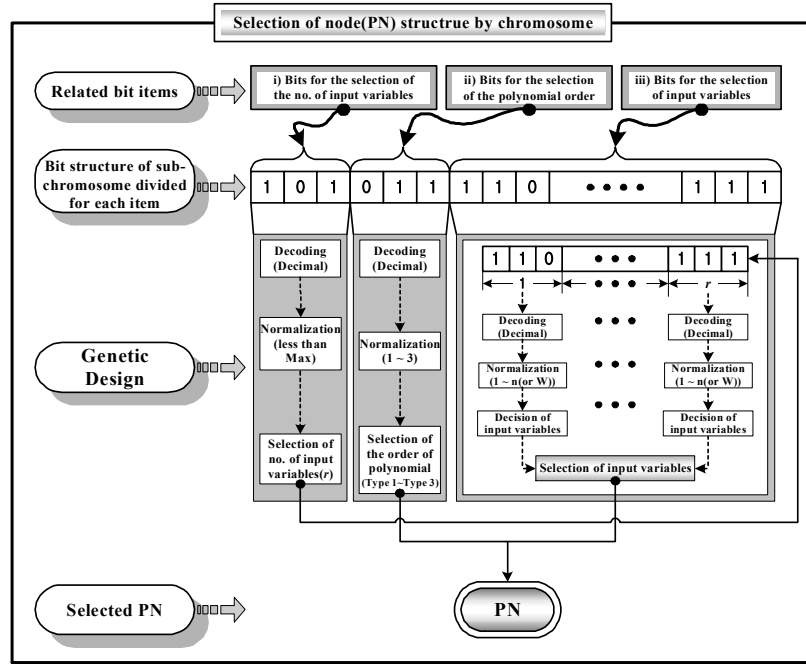 Selection of node(PN) structrue by chromosome
Related bit items
i) Bits for the selection of
the no. of input variables
ii) Bits for the selection
of the polynomial order
iii) Bits for the selection
of input variables
Bit structure of sub-
chromosome divided
for each item
1 0 1 0 1 1 1 1 0 • • • • 1 1 1
Genetic
Design
Decoding
(Decimal)
Normalization
(less than
Max)
Selection of
no. of input
variables(r)
Decoding
(Decimal)
Normalization
(1 ~ 3)
Selection of
the order of
polynomial
(Type 1~Type 3)
1 1 0 • • • 1 1 1
1 • • • r
Decoding
(Decimal)
Normalization
(1 ~ n(or W))
Decision of
input variables
• • •
• • •
• • •
Decoding
(Decimal)
Normalization
(1 ~ n(or W))
Decision of
input variables
Selection of input variables
Selected PN
PN